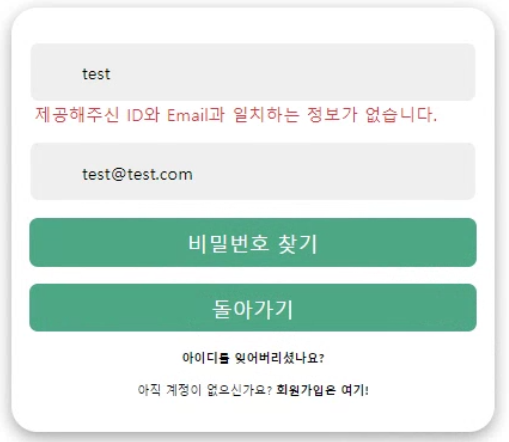 test
제공해주신 ID와 Email과 일치하는 정보가 없습니다.
test@test.com
비밀번호 찾기
돌아가기
아이디를 잊어버리셨나요?
아직 계정이 없으신가요? 회원가입은 여기!